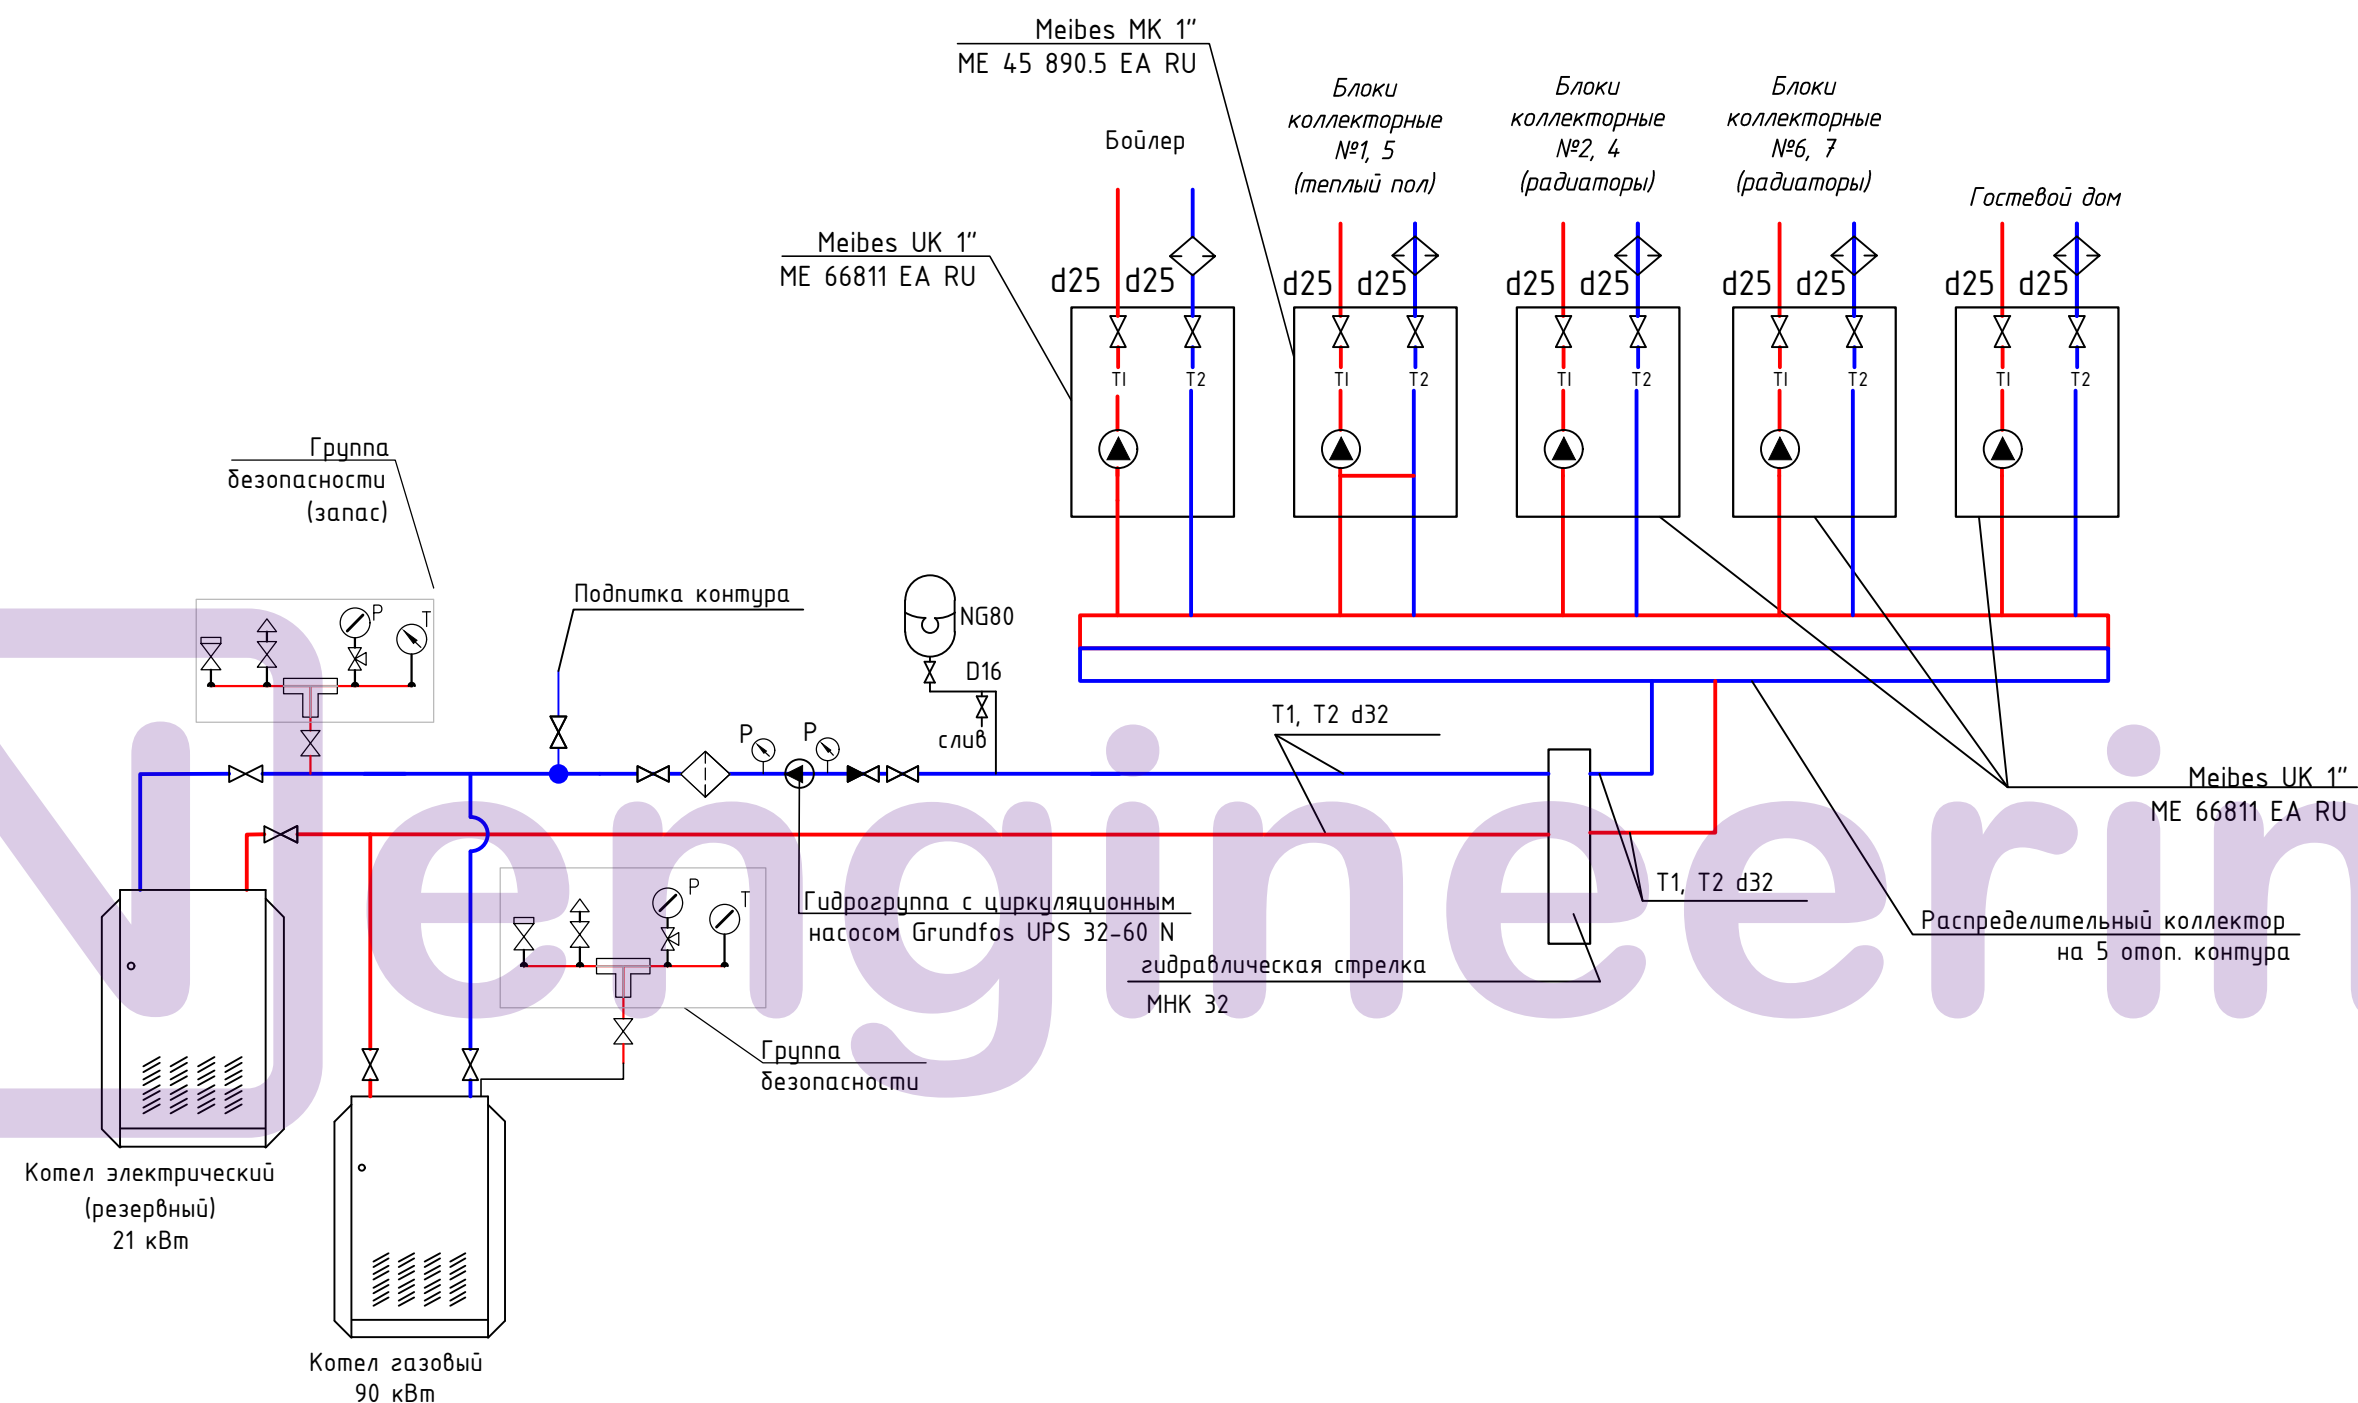 Meibes MK 1"
ME 45 890.5 EA RU
Бойлер
Блоки
коллекторные
№1, 5
(теплый пол)
Блоки
коллекторные
№2, 4
(радиаторы)
Блоки
коллекторные
№6, 7
(радиаторы)
Гостевой дом
Meibes UK 1"
ME 66811 EA RU
d25 d25 d25 d25 d25 d25 d25 d25 d25 d25
T1 T2 T1 T2 T1 T2 T1 T2 T1 T2
Группа
безопасности
(запас)
P
T
Подпитка контура
NG80
D16
слив
P P
T1, T2 d32
Meibes UK 1"
ME 66811 EA RU
engineerin
T1, T2 d32
P
T
Гидрогруппа с циркуляционным
насосом Grundfos UPS 32-60 N
Распределительный коллектор
на 5 отоп. контура
гидравлическая стрелка
МНК 32
Группа
безопасности
Котел электрический
(резервный)
21 кВт
Котел газовый
90 кВт